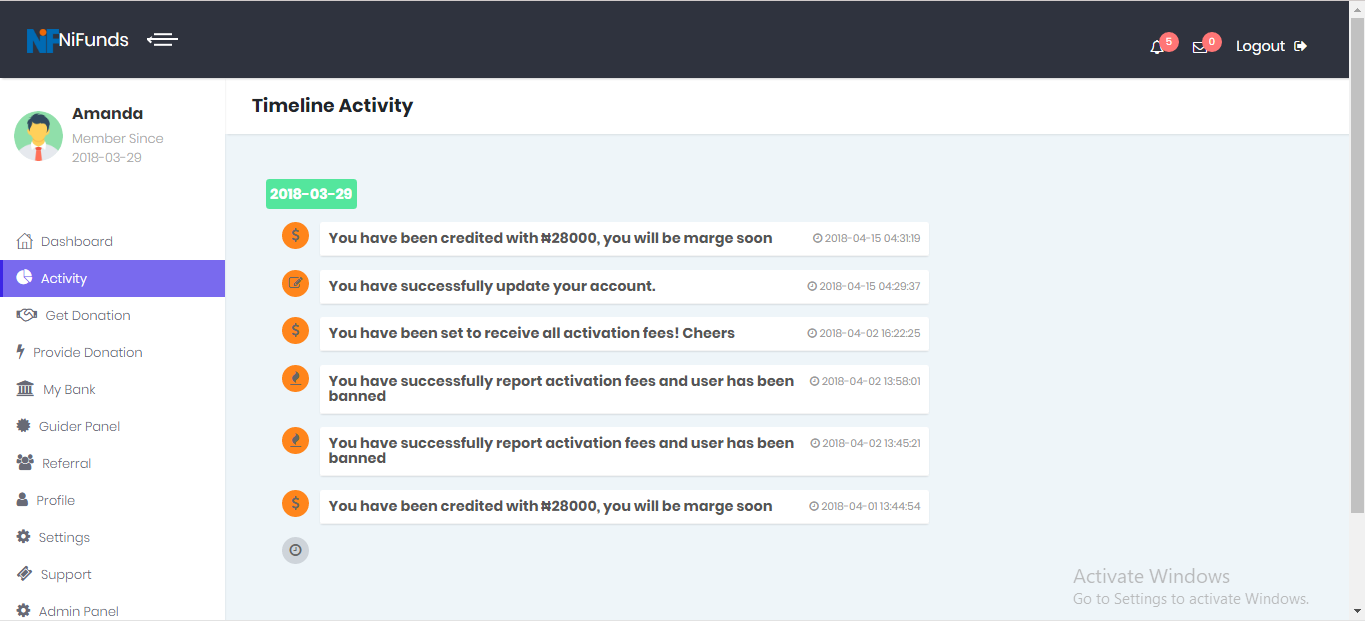 NF NiFunds
5
0
Logout
Amanda
Member Since
2018-03-29
Dashboard
Activity
Get Donation
Provide Donation
My Bank
Guider Panel
Referral
Profile
Settings
Support
Admin Panel
Timeline Activity
2018-03-29
$ You have been credited with ₦28000, you will be marge soon 2018-04-15 04:31:19
You have successfully update your account. 2018-04-15 04:29:37
$ You have been set to receive all activation fees! Cheers 2018-04-02 16:22:25
You have successfully report activation fees and user has been 2018-04-02 13:58:01
banned
You have successfully report activation fees and user has been 2018-04-02 13:45:21
banned
$ You have been credited with ₦28000, you will be marge soon 2018-04-01 13:44:54
Activate Windows
Go to Settings to activate Windows.